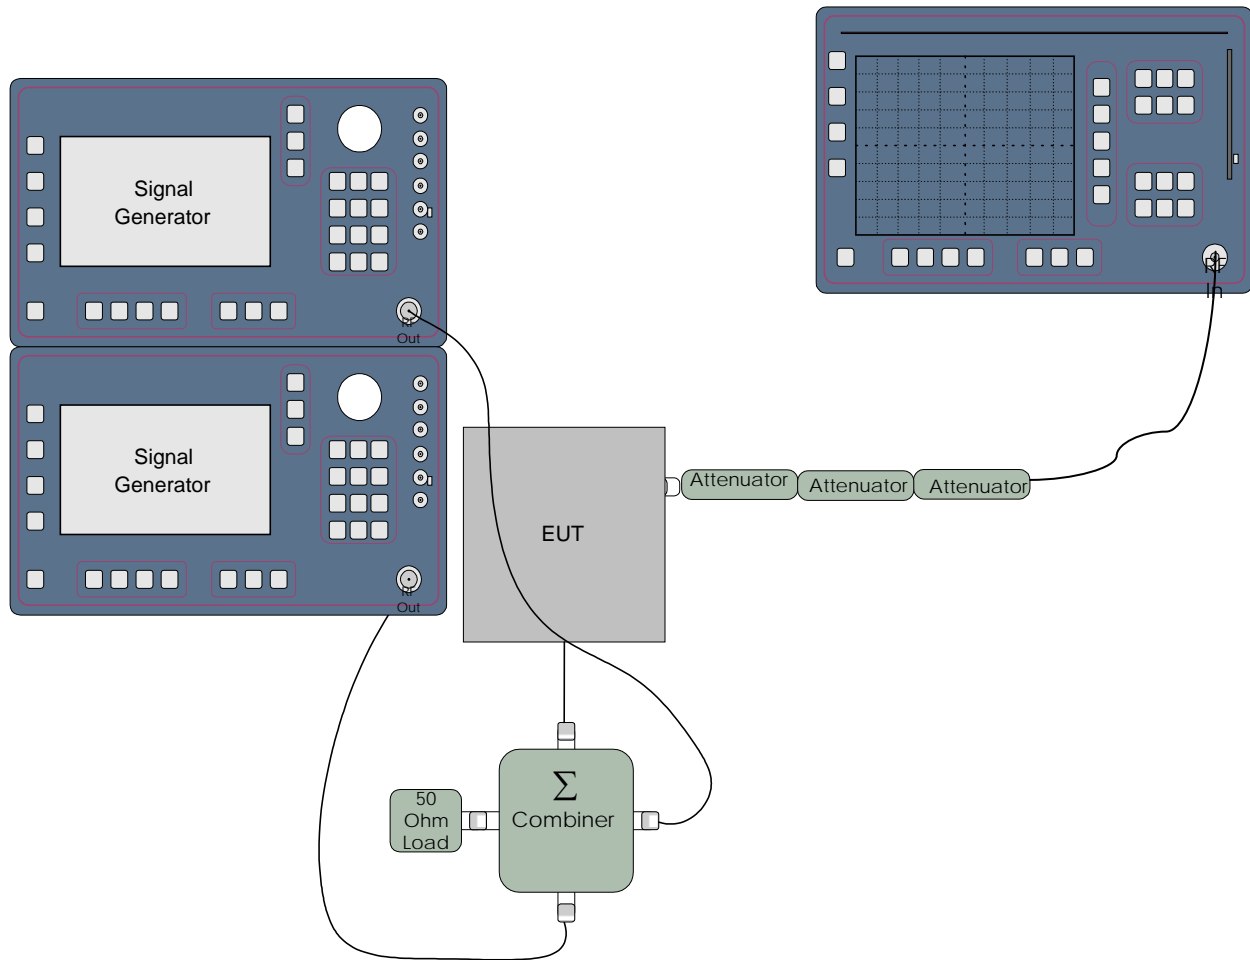 Signal
Generator
RF
Out
Signal
Generator
RF
Out
RF
In
EUT
Attenuator
Attenuator
Attenuator
Σ
Combiner
50
Ohm
Load